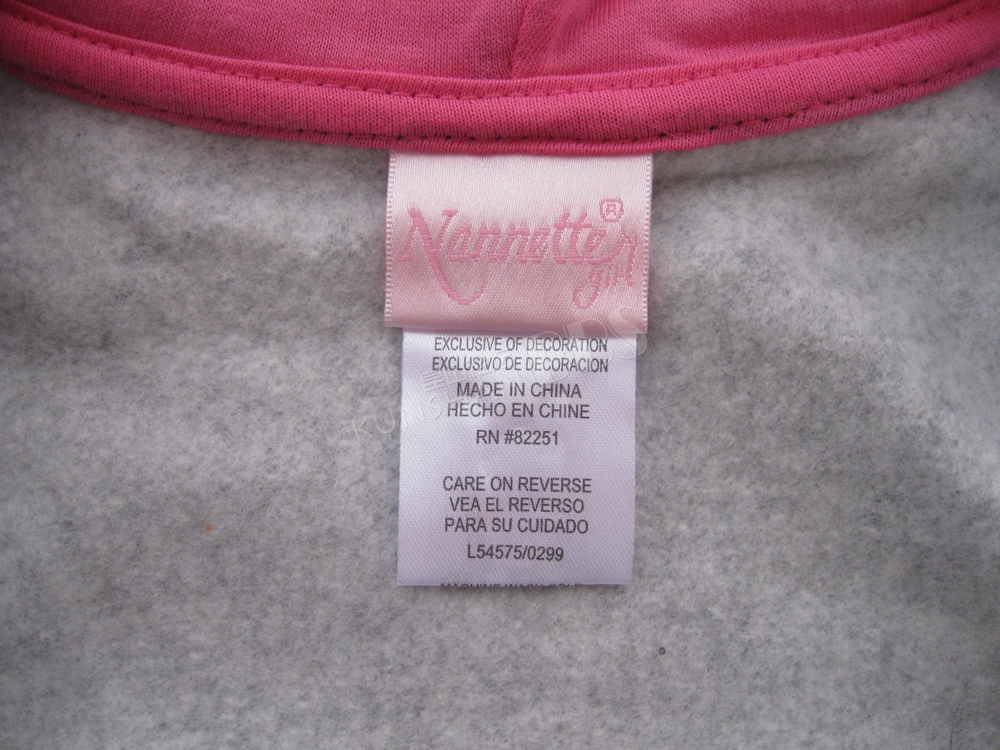 Nannette®
girl
EXCLUSIVE OF DECORATION
EXCLUSIVO DE DECORACION
MADE IN CHINA
HECHO EN CHINE
RN #82251
CARE ON REVERSE
VEA EL REVERSO
PARA SU CUIDADO
L54575/0299